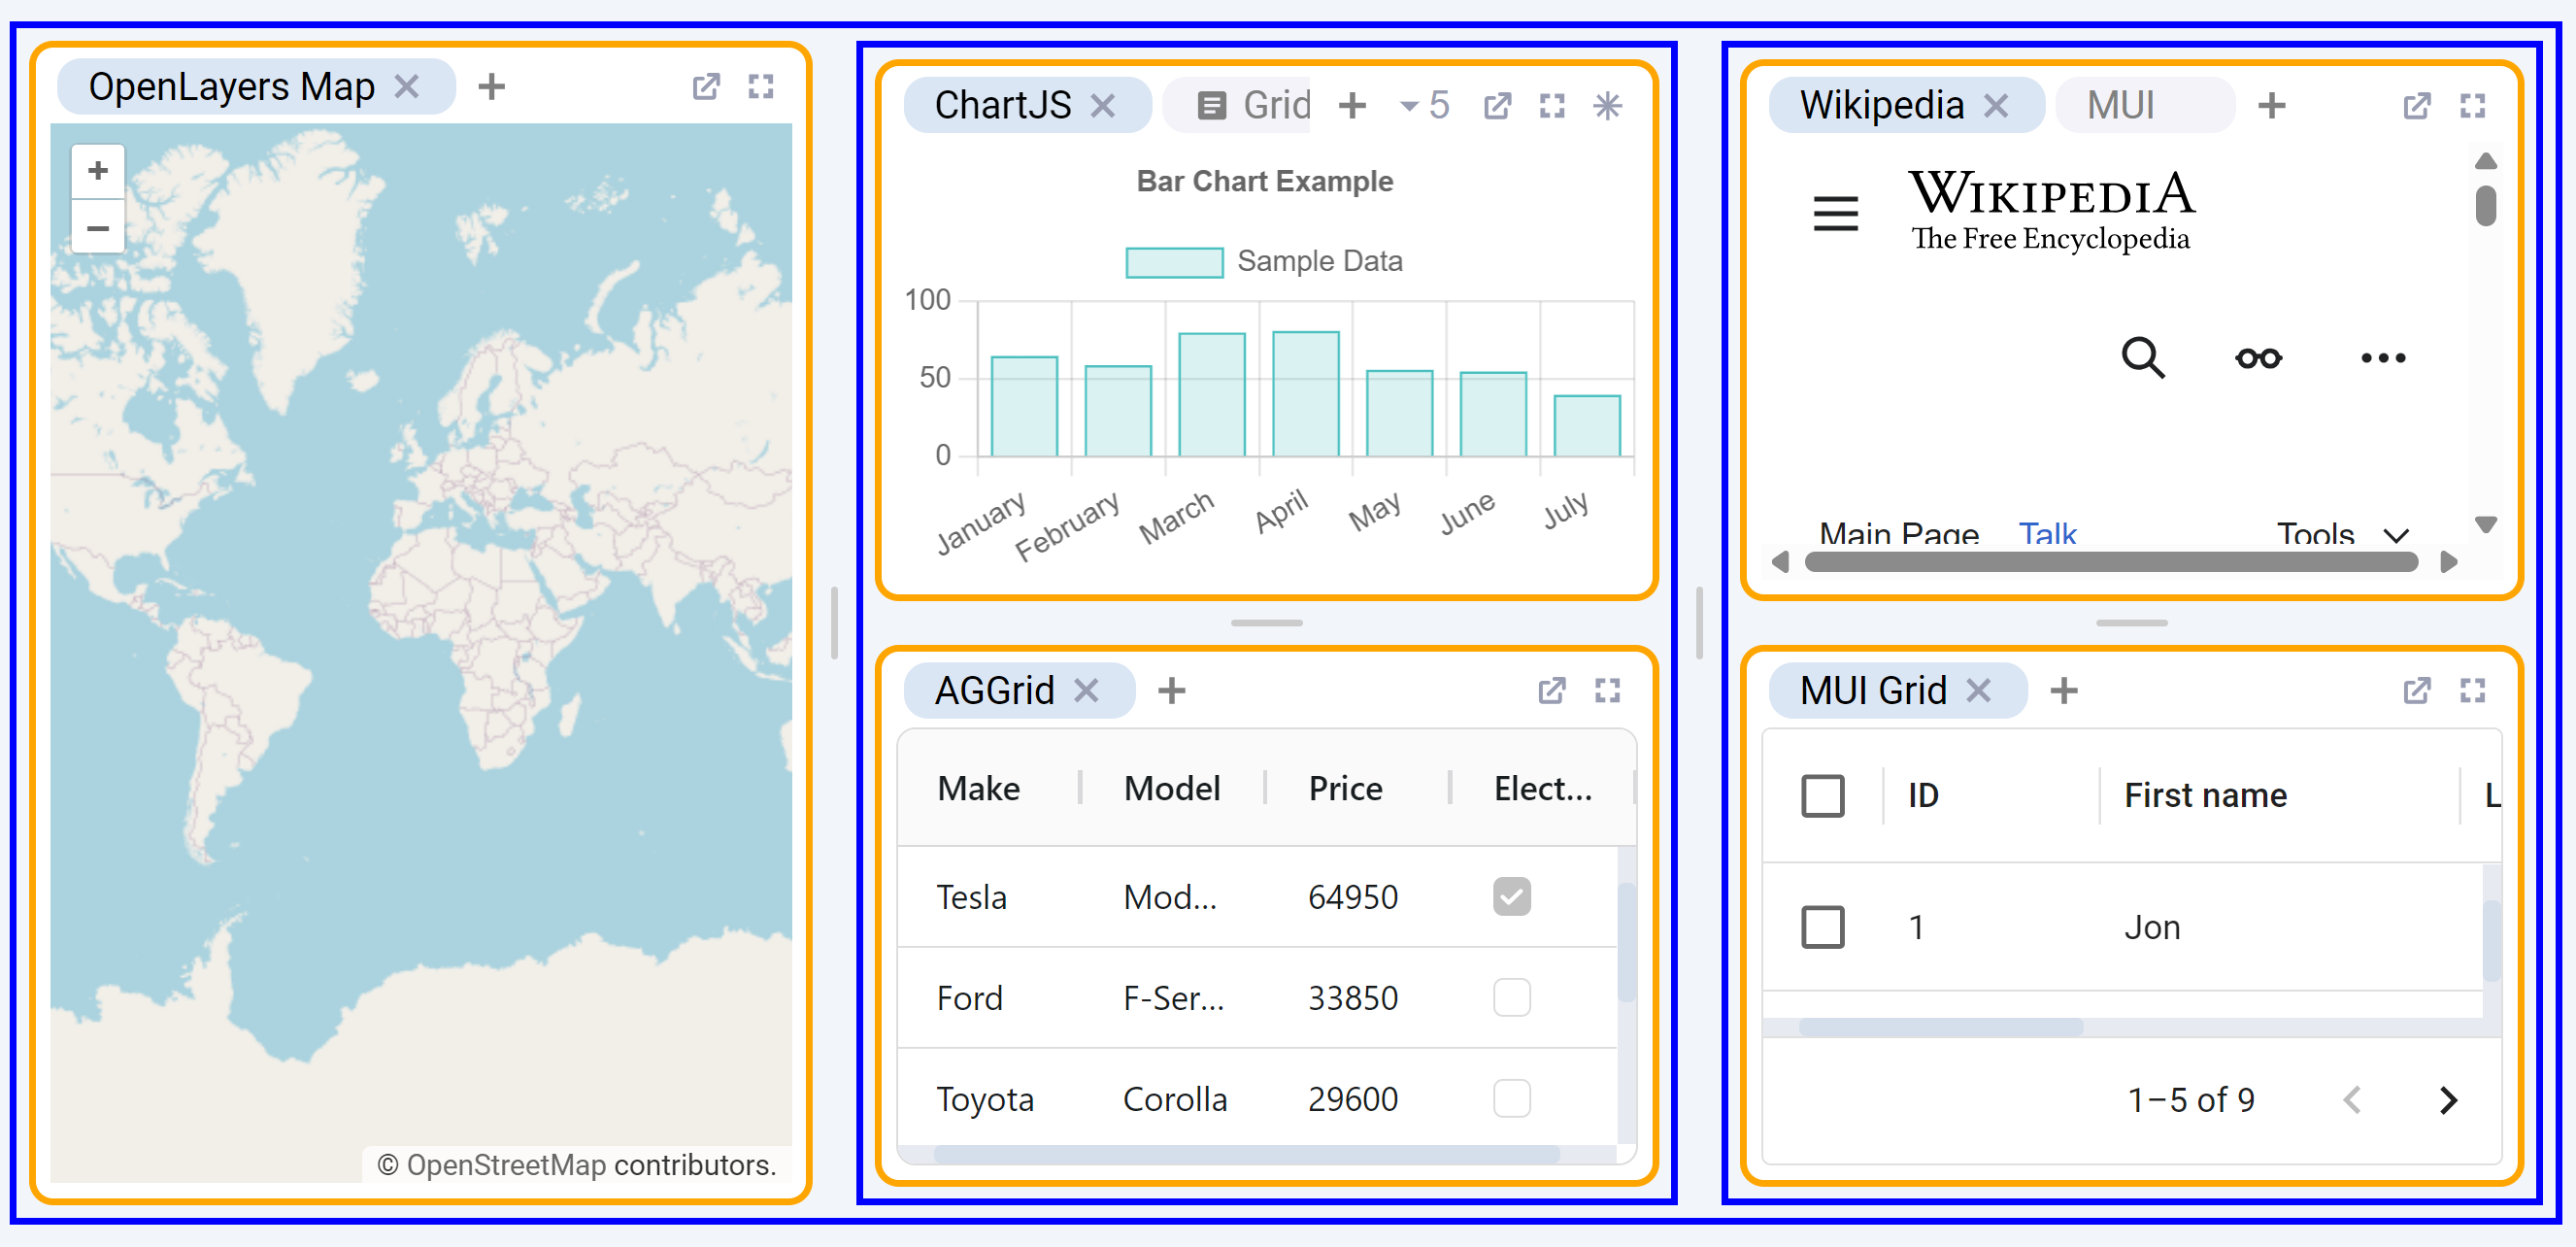 OpenLayers Map
© OpenStreetMap contributors.
ChartJS Grid 5
Bar Chart Example
Sample Data
100
50
0
January February March April May June July
AGGrid
Make Model Price Elect...
Tesla Mod... 64950
Ford F-Ser... 33850
Toyota Corolla 29600
Wikipedia MUI
WIKIPEDIA
The Free Encyclopedia
Main Page Talk Tools
MUI Grid
ID First name L
1 Jon
1–5 of 9